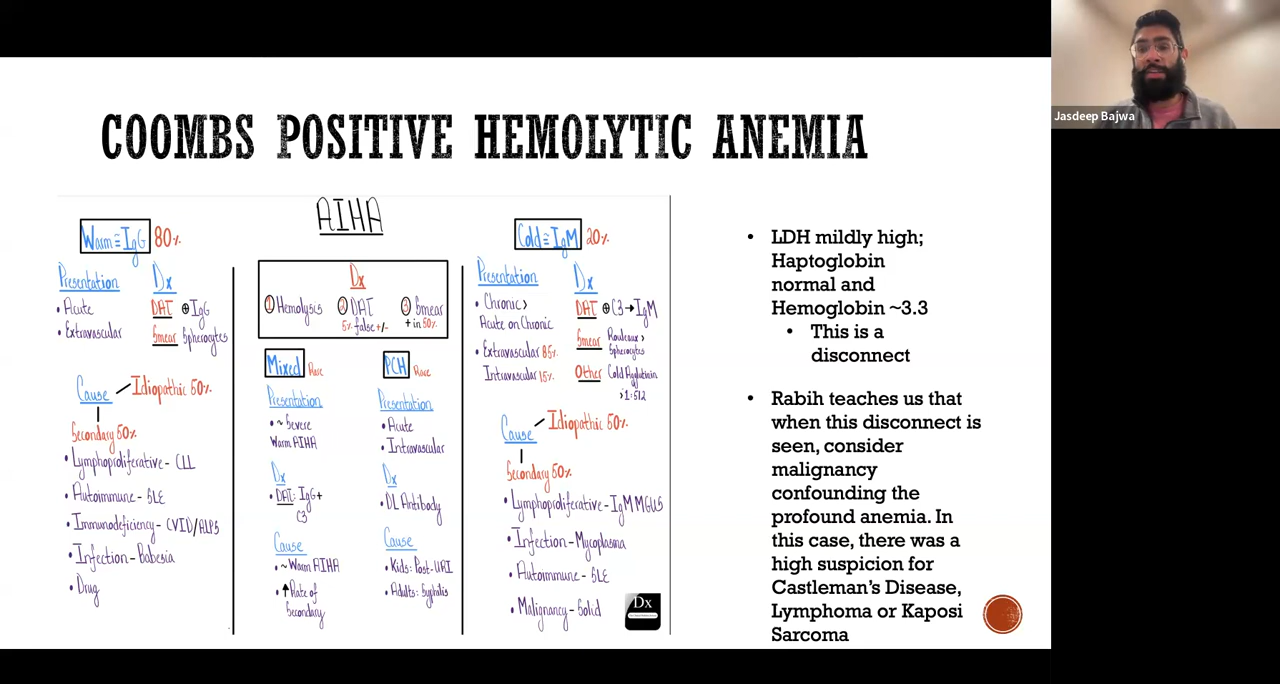 Jasdeep Bajwa
COOMBS POSITIVE HEMOLYTIC ANEMIA
AIHA
Warm ≈ IgG 80%
Presentation
• Acute
• Extravascular
Dx
DAT ⊕ IgG
Smear Spherocytes
Cause
Idiopathic 50%
Secondary 50%
• Lymphoproliferative - CLL
• Autoimmune - SLE
• Immunodeficiency - CVID/ALPS
• Infection - Babesia
• Drug
Dx
① Hemolysis
② DAT
5% false +/-
③ Smear
+ in 50%
Mixed Rare
Presentation
• ~ Severe
Warm AIHA
Dx
• DAT: IgG +
C3
Cause
• ~ Warm AIHA
• ↑ Rate of
Secondary
PCH Rare
Presentation
• Acute
• Intravascular
Dx
• DL Antibody
Cause
• Kids: Post-URI
• Adults: Syphilis
Cold ≈ IgM 20%
Presentation
• Chronic >
Acute on Chronic
• Extravascular 85%
Intravascular 15%
Dx
DAT ⊕ C3 → IgM
Smear Rouleaux >
Spherocytes
Other Cold Agglutinin
>1:512
Cause
Idiopathic 50%
Secondary 50%
• Lymphoproliferative - IgM MGUS
• Infection - Mycoplasma
• Autoimmune - SLE
• Malignancy - Solid
Dx
• LDH mildly high;
Haptoglobin
normal and
Hemoglobin ~3.3
• This is a
disconnect
• Rabih teaches us that
when this disconnect is
seen, consider
malignancy
confounding the
profound anemia. In
this case, there was a
high suspicion for
Castleman's Disease,
Lymphoma or Kaposi
Sarcoma